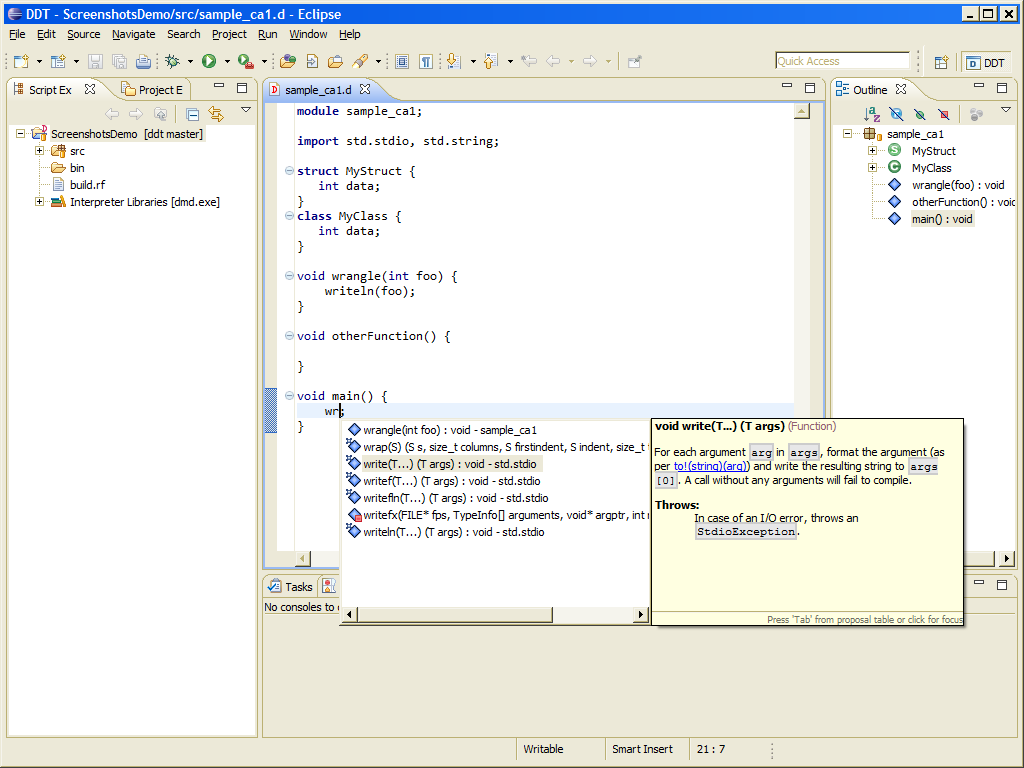 DDT - ScreenshotsDemo/src/sample_ca1.d - Eclipse
File Edit Source Navigate Search Project Run Window Help
Quick Access
DDT
Script Ex
Project E
ScreenshotsDemo [ddt master]
src
bin
build.rf
Interpreter Libraries [dmd.exe]
sample_ca1.d
module sample_ca1;
import std.stdio, std.string;
struct MyStruct {
int data;
}
class MyClass {
int data;
}
void wrangle(int foo) {
writeln(foo);
}
void otherFunction() {
}
void main() {
wr;
}
wrangle(int foo) : void - sample_ca1
wrap(S) (S s, size_t columns, S firstindent, S indent, size_t
write(T...) (T args) : void - std.stdio
writef(T...) (T args) : void - std.stdio
writefln(T...) (T args) : void - std.stdio
writefx(FILE* fps, TypeInfo[] arguments, void* argptr, int
writeln(T...) (T args) : void - std.stdio
void write(T...) (T args) (Function)
For each argument arg in args, format the argument (as
per to!(string)(arg)) and write the resulting string to args
[0]. A call without any arguments will fail to compile.
Throws:
In case of an I/O error, throws an
StdioException.
Press 'Tab' from proposal table or click for focus
Outline
sample_ca1
MyStruct
MyClass
wrangle(foo) : void
otherFunction() : void
main() : void
Tasks
No consoles to
Writable
Smart Insert
21 : 7